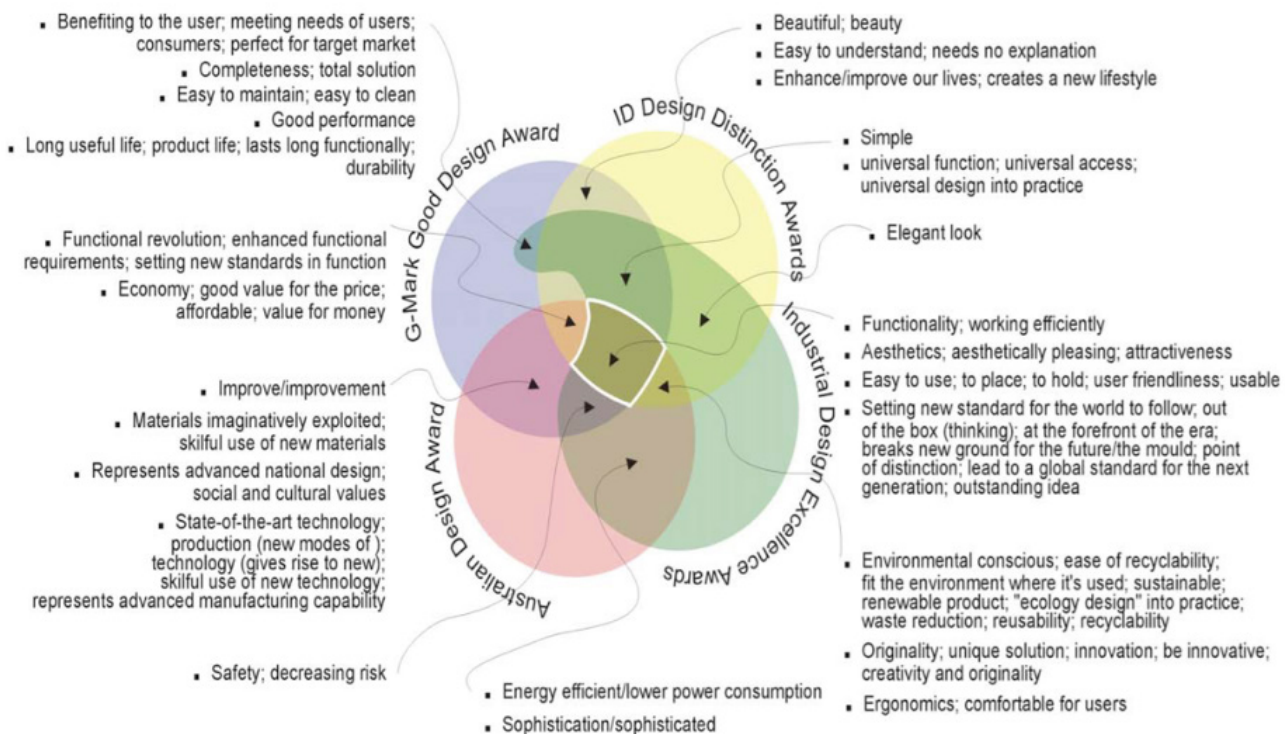 ▪ Benefiting to the user; meeting needs of users;
consumers; perfect for target market
▪ Completeness; total solution
▪ Easy to maintain; easy to clean
▪ Good performance
▪ Long useful life; product life; lasts long functionally;
durability
▪ Functional revolution; enhanced functional
requirements; setting new standards in function
▪ Economy; good value for the price;
affordable; value for money
▪ Improve/improvement
▪ Materials imaginatively exploited;
skilful use of new materials
▪ Represents advanced national design;
social and cultural values
▪ State-of-the-art technology;
production (new modes of );
technology (gives rise to new);
skilful use of new technology;
represents advanced manufacturing capability
▪ Safety; decreasing risk
G-Mark Good Design Award
ID Design Distinction Awards
Australian Design Award
Industrial Design Excellence Awards
▪ Beautiful; beauty
▪ Easy to understand; needs no explanation
▪ Enhance/improve our lives; creates a new lifestyle
▪ Simple
▪ universal function; universal access;
universal design into practice
▪ Elegant look
▪ Functionality; working efficiently
▪ Aesthetics; aesthetically pleasing; attractiveness
▪ Easy to use; to place; to hold; user friendliness; usable
▪ Setting new standard for the world to follow; out
of the box (thinking); at the forefront of the era;
breaks new ground for the future/the mould; point
of distinction; lead to a global standard for the next
generation; outstanding idea
▪ Environmental conscious; ease of recyclability;
fit the environment where it's used; sustainable;
renewable product; "ecology design" into practice;
waste reduction; reusability; recyclability
▪ Originality; unique solution; innovation; be innovative;
creativity and originality
▪ Ergonomics; comfortable for users
▪ Energy efficient/lower power consumption
▪ Sophistication/sophisticated